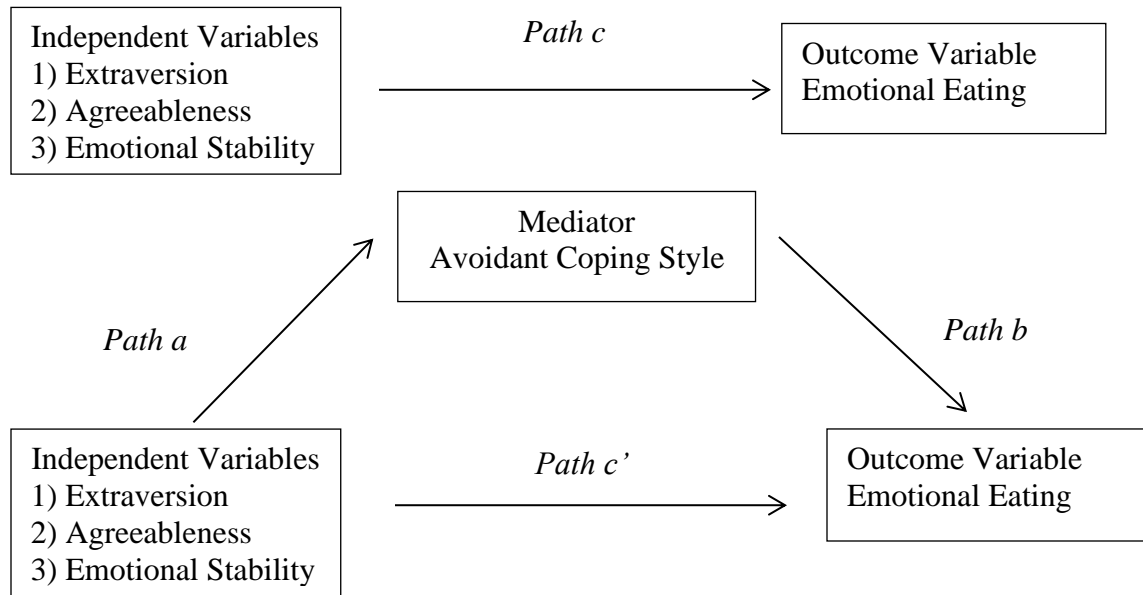 Independent Variables
1) Extraversion
2) Agreeableness
3) Emotional Stability
Path c
Outcome Variable
Emotional Eating
Mediator
Avoidant Coping Style
Path a
Path b
Independent Variables
1) Extraversion
2) Agreeableness
3) Emotional Stability
Path c’
Outcome Variable
Emotional Eating